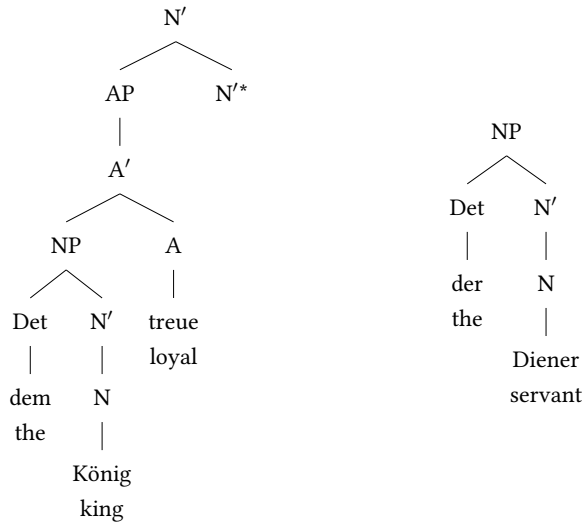 N′
AP N′*
NP
A′
Det N′
NP A
der N
the
Det N′ treue
loyal
Diener
servant
dem N
the
König
king